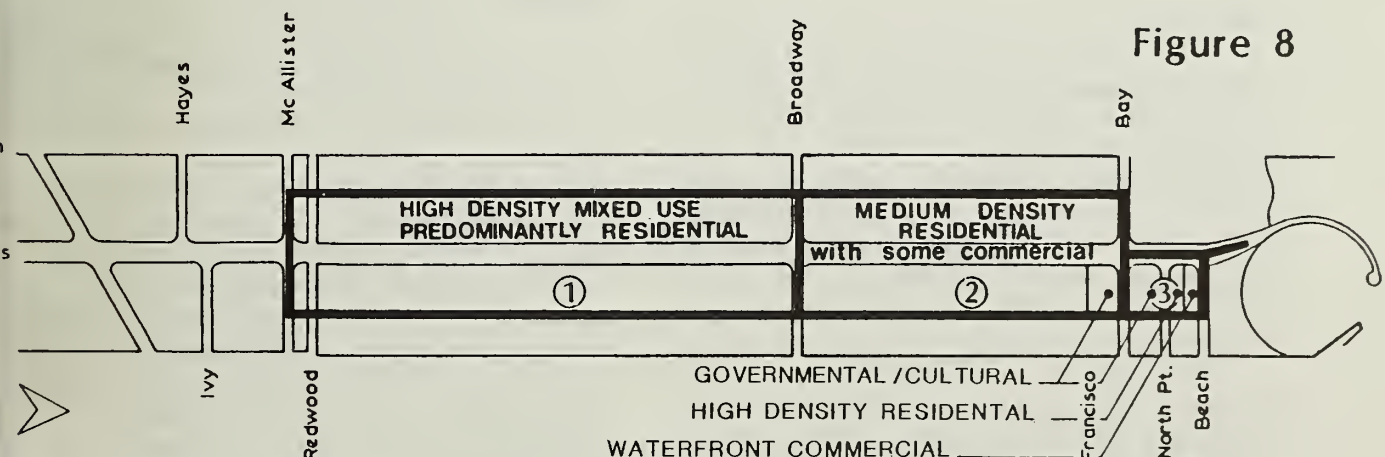 Figure 8
Hayes
Mc Allister
Broadway
Bay
HIGH DENSITY MIXED USE
PREDOMINANTLY RESIDENTIAL
MEDIUM DENSITY
RESIDENTIAL
with some commercial
①
②
③
GOVERNMENTAL/CULTURAL
HIGH DENSITY RESIDENTAL
WATERFRONT COMMERCIAL
Ivy
Redwood
Francisco
North Pt.
Beach